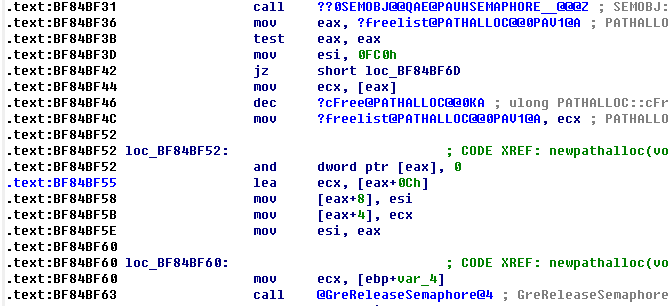 .text:BF84BF31 call ??0SEMOBJ@@QAE@PAUHSEMAPHORE__@@@Z ; SEMOBJ:
.text:BF84BF36 mov eax, ?freelist@PATHALLOC@@0PAV1@A ; PATHALLO
.text:BF84BF3B test eax, eax
.text:BF84BF3D mov esi, 0FC0h
.text:BF84BF42 jz short loc_BF84BF6D
.text:BF84BF44 mov ecx, [eax]
.text:BF84BF46 dec ?cFree@PATHALLOC@@0KA ; ulong PATHALLOC::cFr
.text:BF84BF4C mov ?freelist@PATHALLOC@@0PAV1@A, ecx ; PATHALLO
.text:BF84BF52
.text:BF84BF52 loc_BF84BF52: ; CODE XREF: newpathalloc(vo
.text:BF84BF52 and dword ptr [eax], 0
.text:BF84BF55 lea ecx, [eax+0Ch]
.text:BF84BF58 mov [eax+8], esi
.text:BF84BF5B mov [eax+4], ecx
.text:BF84BF5E mov esi, eax
.text:BF84BF60
.text:BF84BF60 loc_BF84BF60: ; CODE XREF: newpathalloc(vo
.text:BF84BF60 mov ecx, [ebp+var_4]
.text:BF84BF63 call @GreReleaseSemaphore@4 ; GreReleaseSemaphore